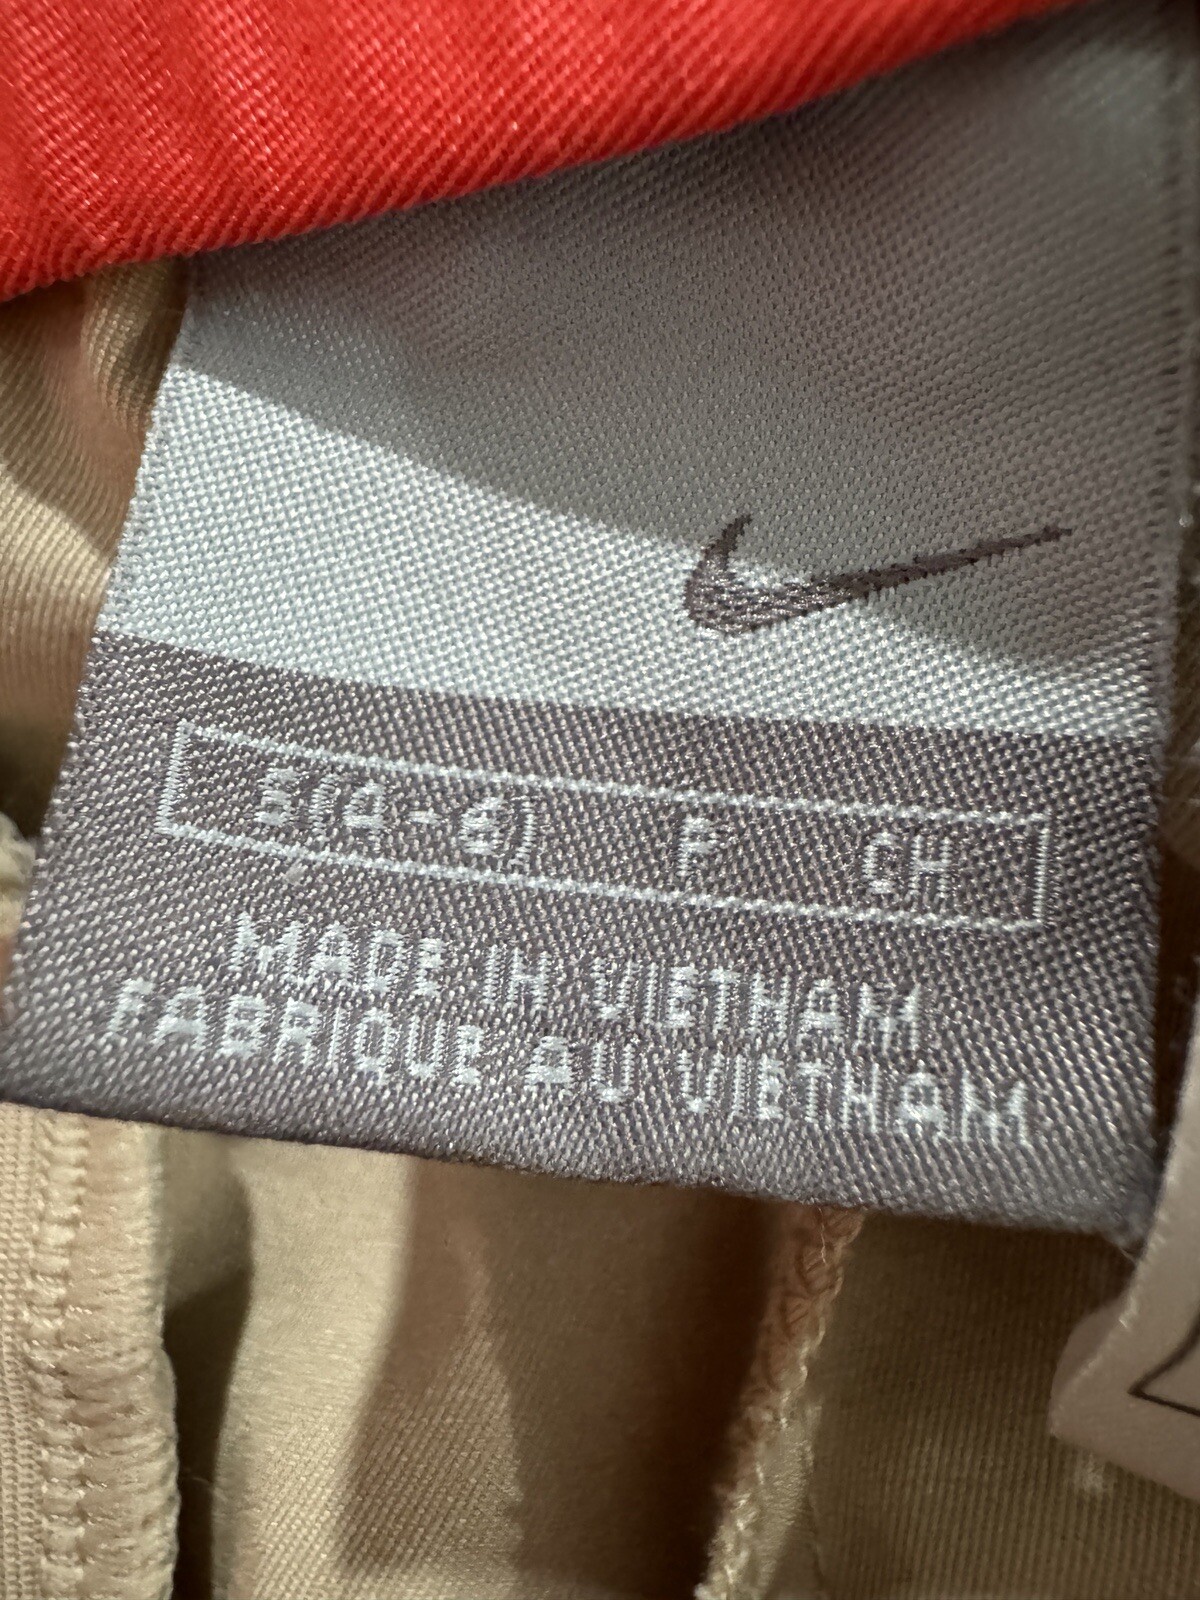 S(4-6) P CH
MADE IN VIETNAM
FABRIQUE AU VIETNAM